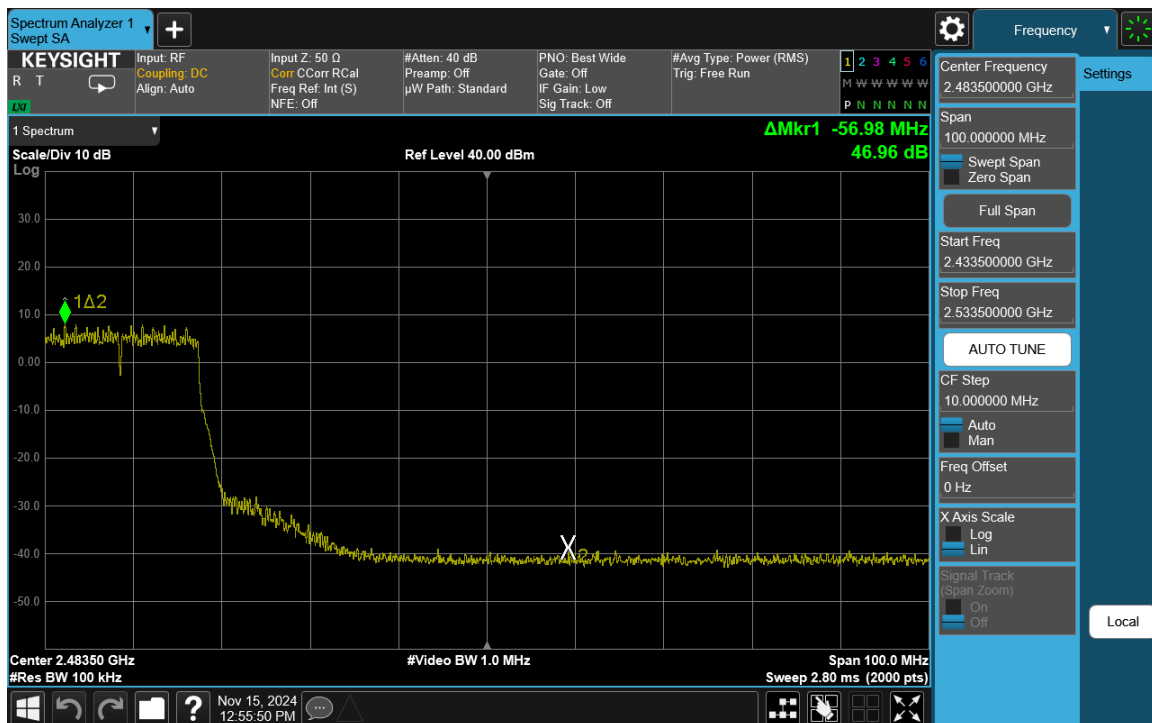 Spectrum Analyzer 1
Swept SA
+
Frequency
KEYSIGHT
R T
LXI
Input: RF
Coupling: DC
Align: Auto
Input Z: 50 Ω
Corr CCorr RCal
Freq Ref: Int (S)
NFE: Off
#Atten: 40 dB
Preamp: Off
µW Path: Standard
PNO: Best Wide
Gate: Off
IF Gain: Low
Sig Track: Off
#Avg Type: Power (RMS)
Trig: Free Run
1 2 3 4 5 6
M W W W W W
P N N N N N
1 Spectrum
Scale/Div 10 dB
Log
Ref Level 40.00 dBm
ΔMkr1 -56.98 MHz
46.96 dB
30.0
20.0
10.0
0.00
-10.0
-20.0
-30.0
-40.0
-50.0
1Δ2
X2
Center 2.48350 GHz
#Res BW 100 kHz
#Video BW 1.0 MHz
Span 100.0 MHz
Sweep 2.80 ms (2000 pts)
Center Frequency
2.483500000 GHz
Span
100.000000 MHz
Swept Span
Zero Span
Full Span
Start Freq
2.433500000 GHz
Stop Freq
2.533500000 GHz
AUTO TUNE
CF Step
10.000000 MHz
Auto
Man
Freq Offset
0 Hz
X Axis Scale
Log
Lin
Signal Track
(Span Zoom)
On
Off
Settings
Local
?
Nov 15, 2024
12:55:50 PM